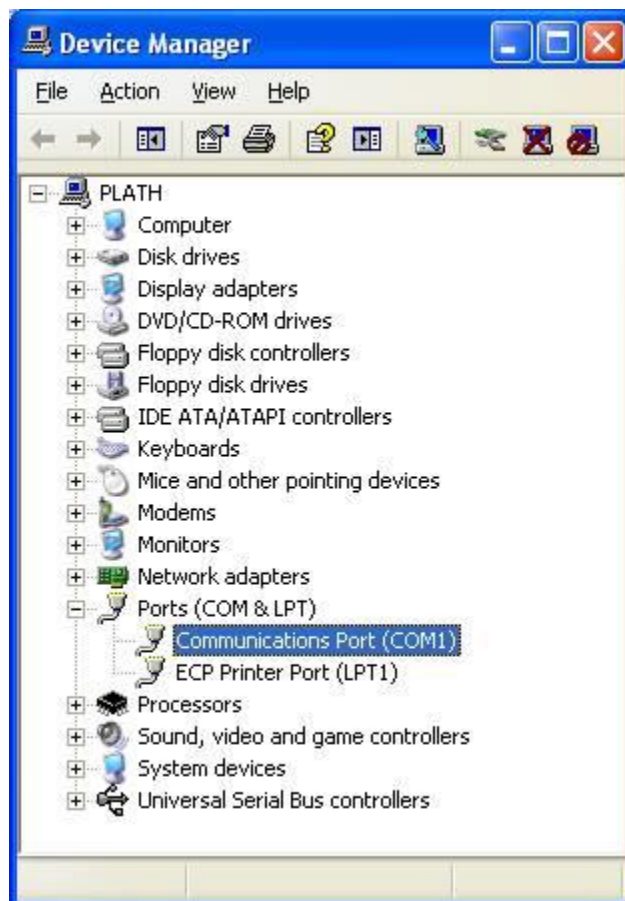 Device Manager
File Action View Help
PLATH
Computer
Disk drives
Display adapters
DVD/CD-ROM drives
Floppy disk controllers
Floppy disk drives
IDE ATA/ATAPI controllers
Keyboards
Mice and other pointing devices
Modems
Monitors
Network adapters
Ports (COM & LPT)
Communications Port (COM1)
ECP Printer Port (LPT1)
Processors
Sound, video and game controllers
System devices
Universal Serial Bus controllers